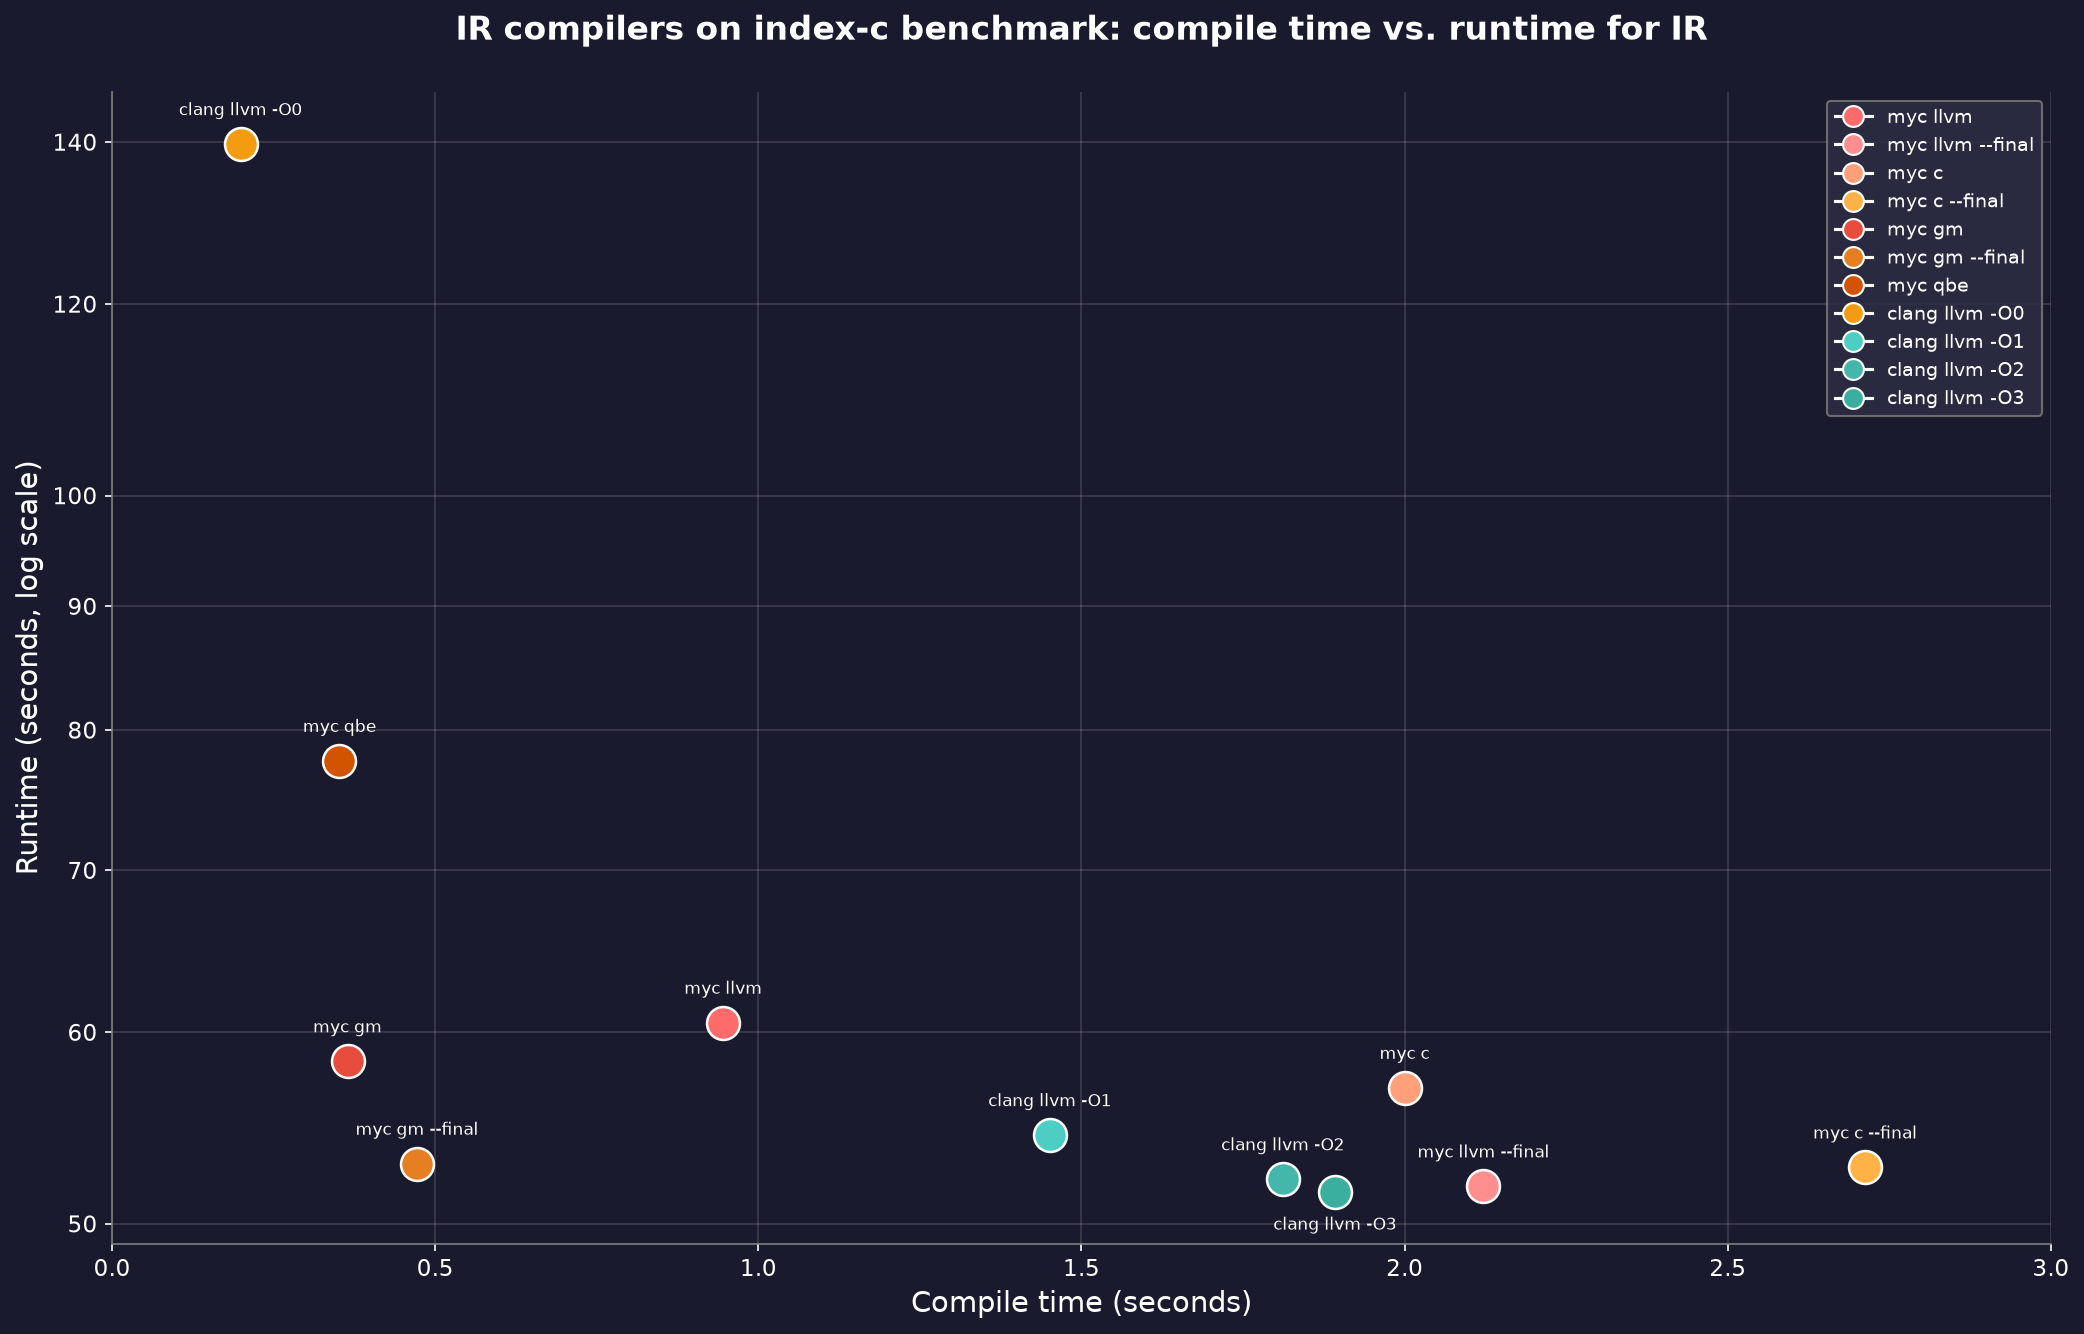 IR compilers on index-c benchmark: compile time vs. runtime for IR
Runtime (seconds, log scale)
140
120
100
90
80
70
60
50
clang llvm -O0
myc qbe
myc llvm
myc gm
myc c
clang llvm -O1
myc gm --final
myc c --final
clang llvm -O2
myc llvm --final
clang llvm -O3
myc llvm
myc llvm --final
myc c
myc c --final
myc gm
myc gm --final
myc qbe
clang llvm -O0
clang llvm -O1
clang llvm -O2
clang llvm -O3
0.0 0.5 1.0 1.5 2.0 2.5 3.0
Compile time (seconds)